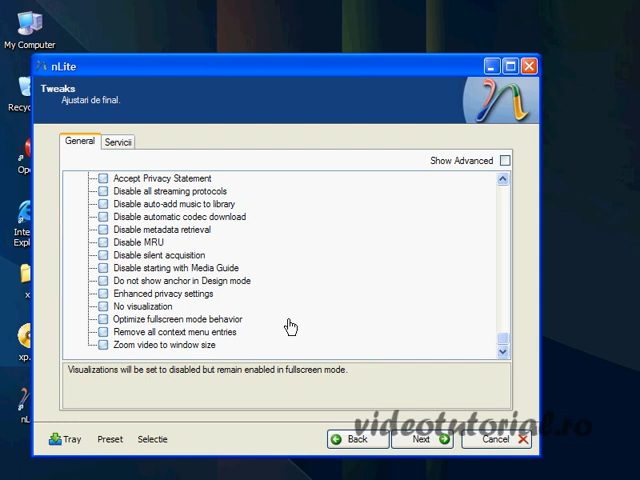 My Computer
nLite
Tweaks
Ajustari de final.
General
Servicii
Show Advanced
Accept Privacy Statement
Disable all streaming protocols
Disable auto-add music to library
Disable automatic codec download
Disable metadata retrieval
Disable MRU
Disable silent acquisition
Disable starting with Media Guide
Do not show anchor in Design mode
Enhanced privacy settings
No visualization
Optimize fullscreen mode behavior
Remove all context menu entries
Zoom video to window size
Visualizations will be set to disabled but remain enabled in fullscreen mode.
Tray
Preset
Selectie
Back
Next
Cancel
videotutorial.ro